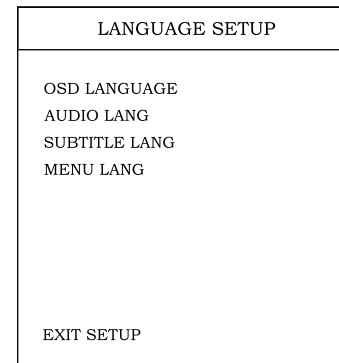 LANGUAGE SETUP
OSD LANGUAGE
AUDIO LANG
SUBTITLE LANG
MENU LANG
EXIT SETUP